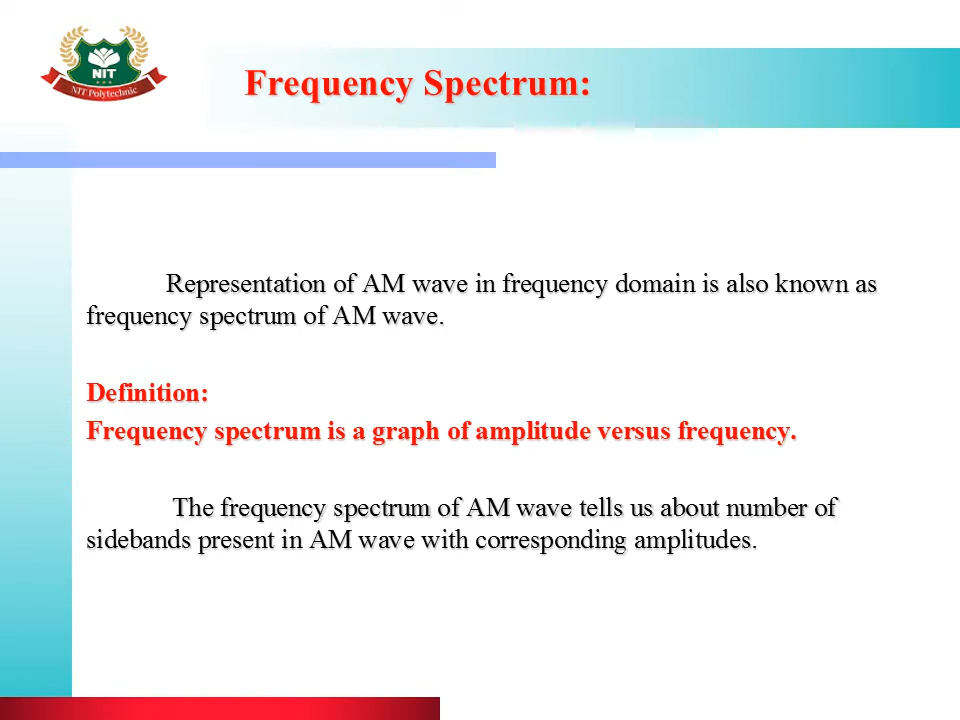 NIT
NIT Polytechnic
Frequency Spectrum:
Representation of AM wave in frequency domain is also known as
frequency spectrum of AM wave.
Definition:
Frequency spectrum is a graph of amplitude versus frequency.
The frequency spectrum of AM wave tells us about number of
sidebands present in AM wave with corresponding amplitudes.